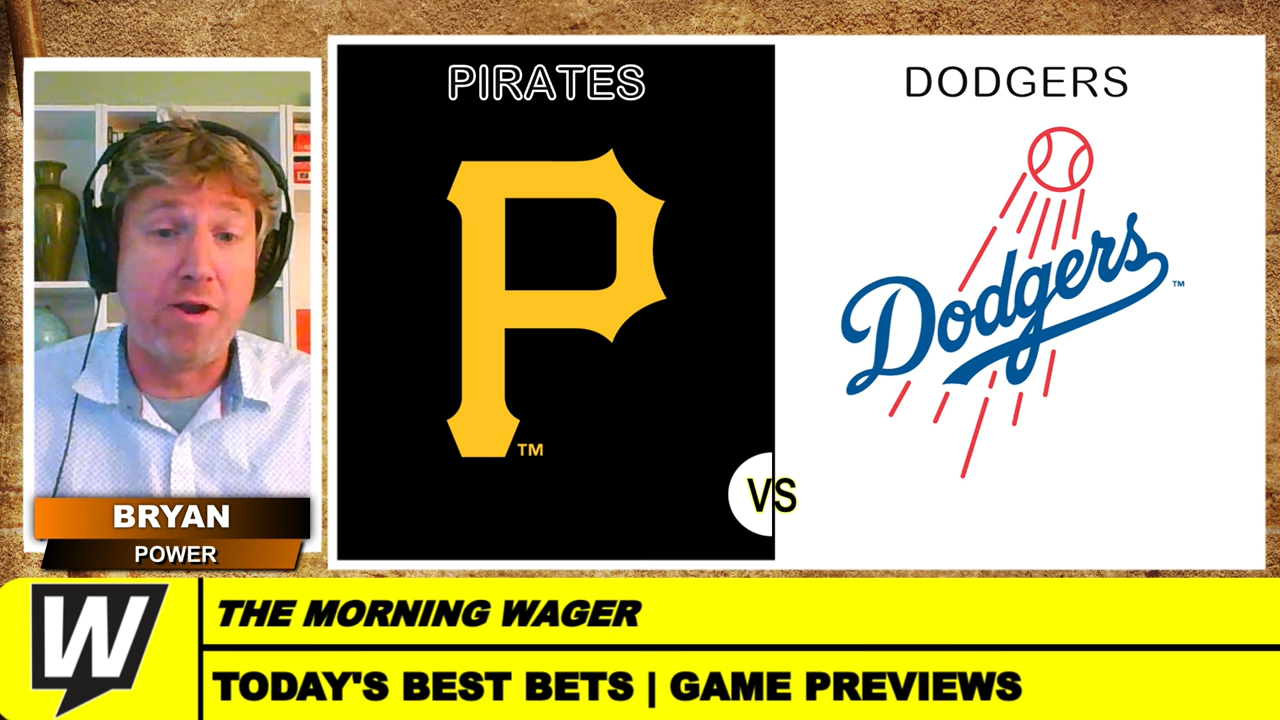 PIRATES
P
TM
DODGERS
Dodgers
TM
VS
BRYAN
POWER
W
THE MORNING WAGER
TODAY'S BEST BETS | GAME PREVIEWS